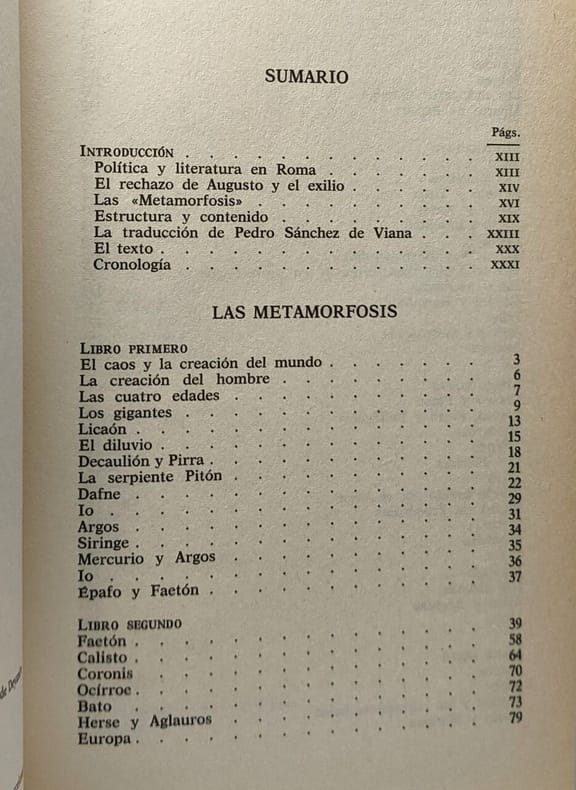 SUMARIO
Págs.
INTRODUCCIÓN . . . . . . . . . . . . XIII
Política y literatura en Roma . . . . . . . XIII
El rechazo de Augusto y el exilio . . . . . . XIV
Las «Metamorfosis» . . . . . . . . . . XVI
Estructura y contenido . . . . . . . . . XIX
La traducción de Pedro Sánchez de Viana . . . XXIII
El texto . . . . . . . . . . . . . XXX
Cronología . . . . . . . . . . . . XXXI
LAS METAMORFOSIS
LIBRO PRIMERO
El caos y la creación del mundo . . . . . . 3
La creación del hombre . . . . . . . . 6
Las cuatro edades . . . . . . . . . . 7
Los gigantes . . . . . . . . . . . . 9
Licaón . . . . . . . . . . . . . 13
El diluvio . . . . . . . . . . . . 15
Decaulión y Pirra . . . . . . . . . . 18
La serpiente Pitón . . . . . . . . . . 21
Dafne . . . . . . . . . . . . . 22
Io . . . . . . . . . . . . . . 29
Argos . . . . . . . . . . . . . 31
Siringe . . . . . . . . . . . . . 34
Mercurio y Argos . . . . . . . . . . 35
Io . . . . . . . . . . . . . . 36
Épafo y Faetón . . . . . . . . . . . 37
LIBRO SEGUNDO
Faetón . . . . . . . . . . . . . 39
Calisto . . . . . . . . . . . . . 58
Coronis . . . . . . . . . . . . . 64
Ocírroe . . . . . . . . . . . . . 70
Bato . . . . . . . . . . . . . 72
Herse y Aglauros . . . . . . . . . . 73
Europa . . . . . . . . . . . . . 79